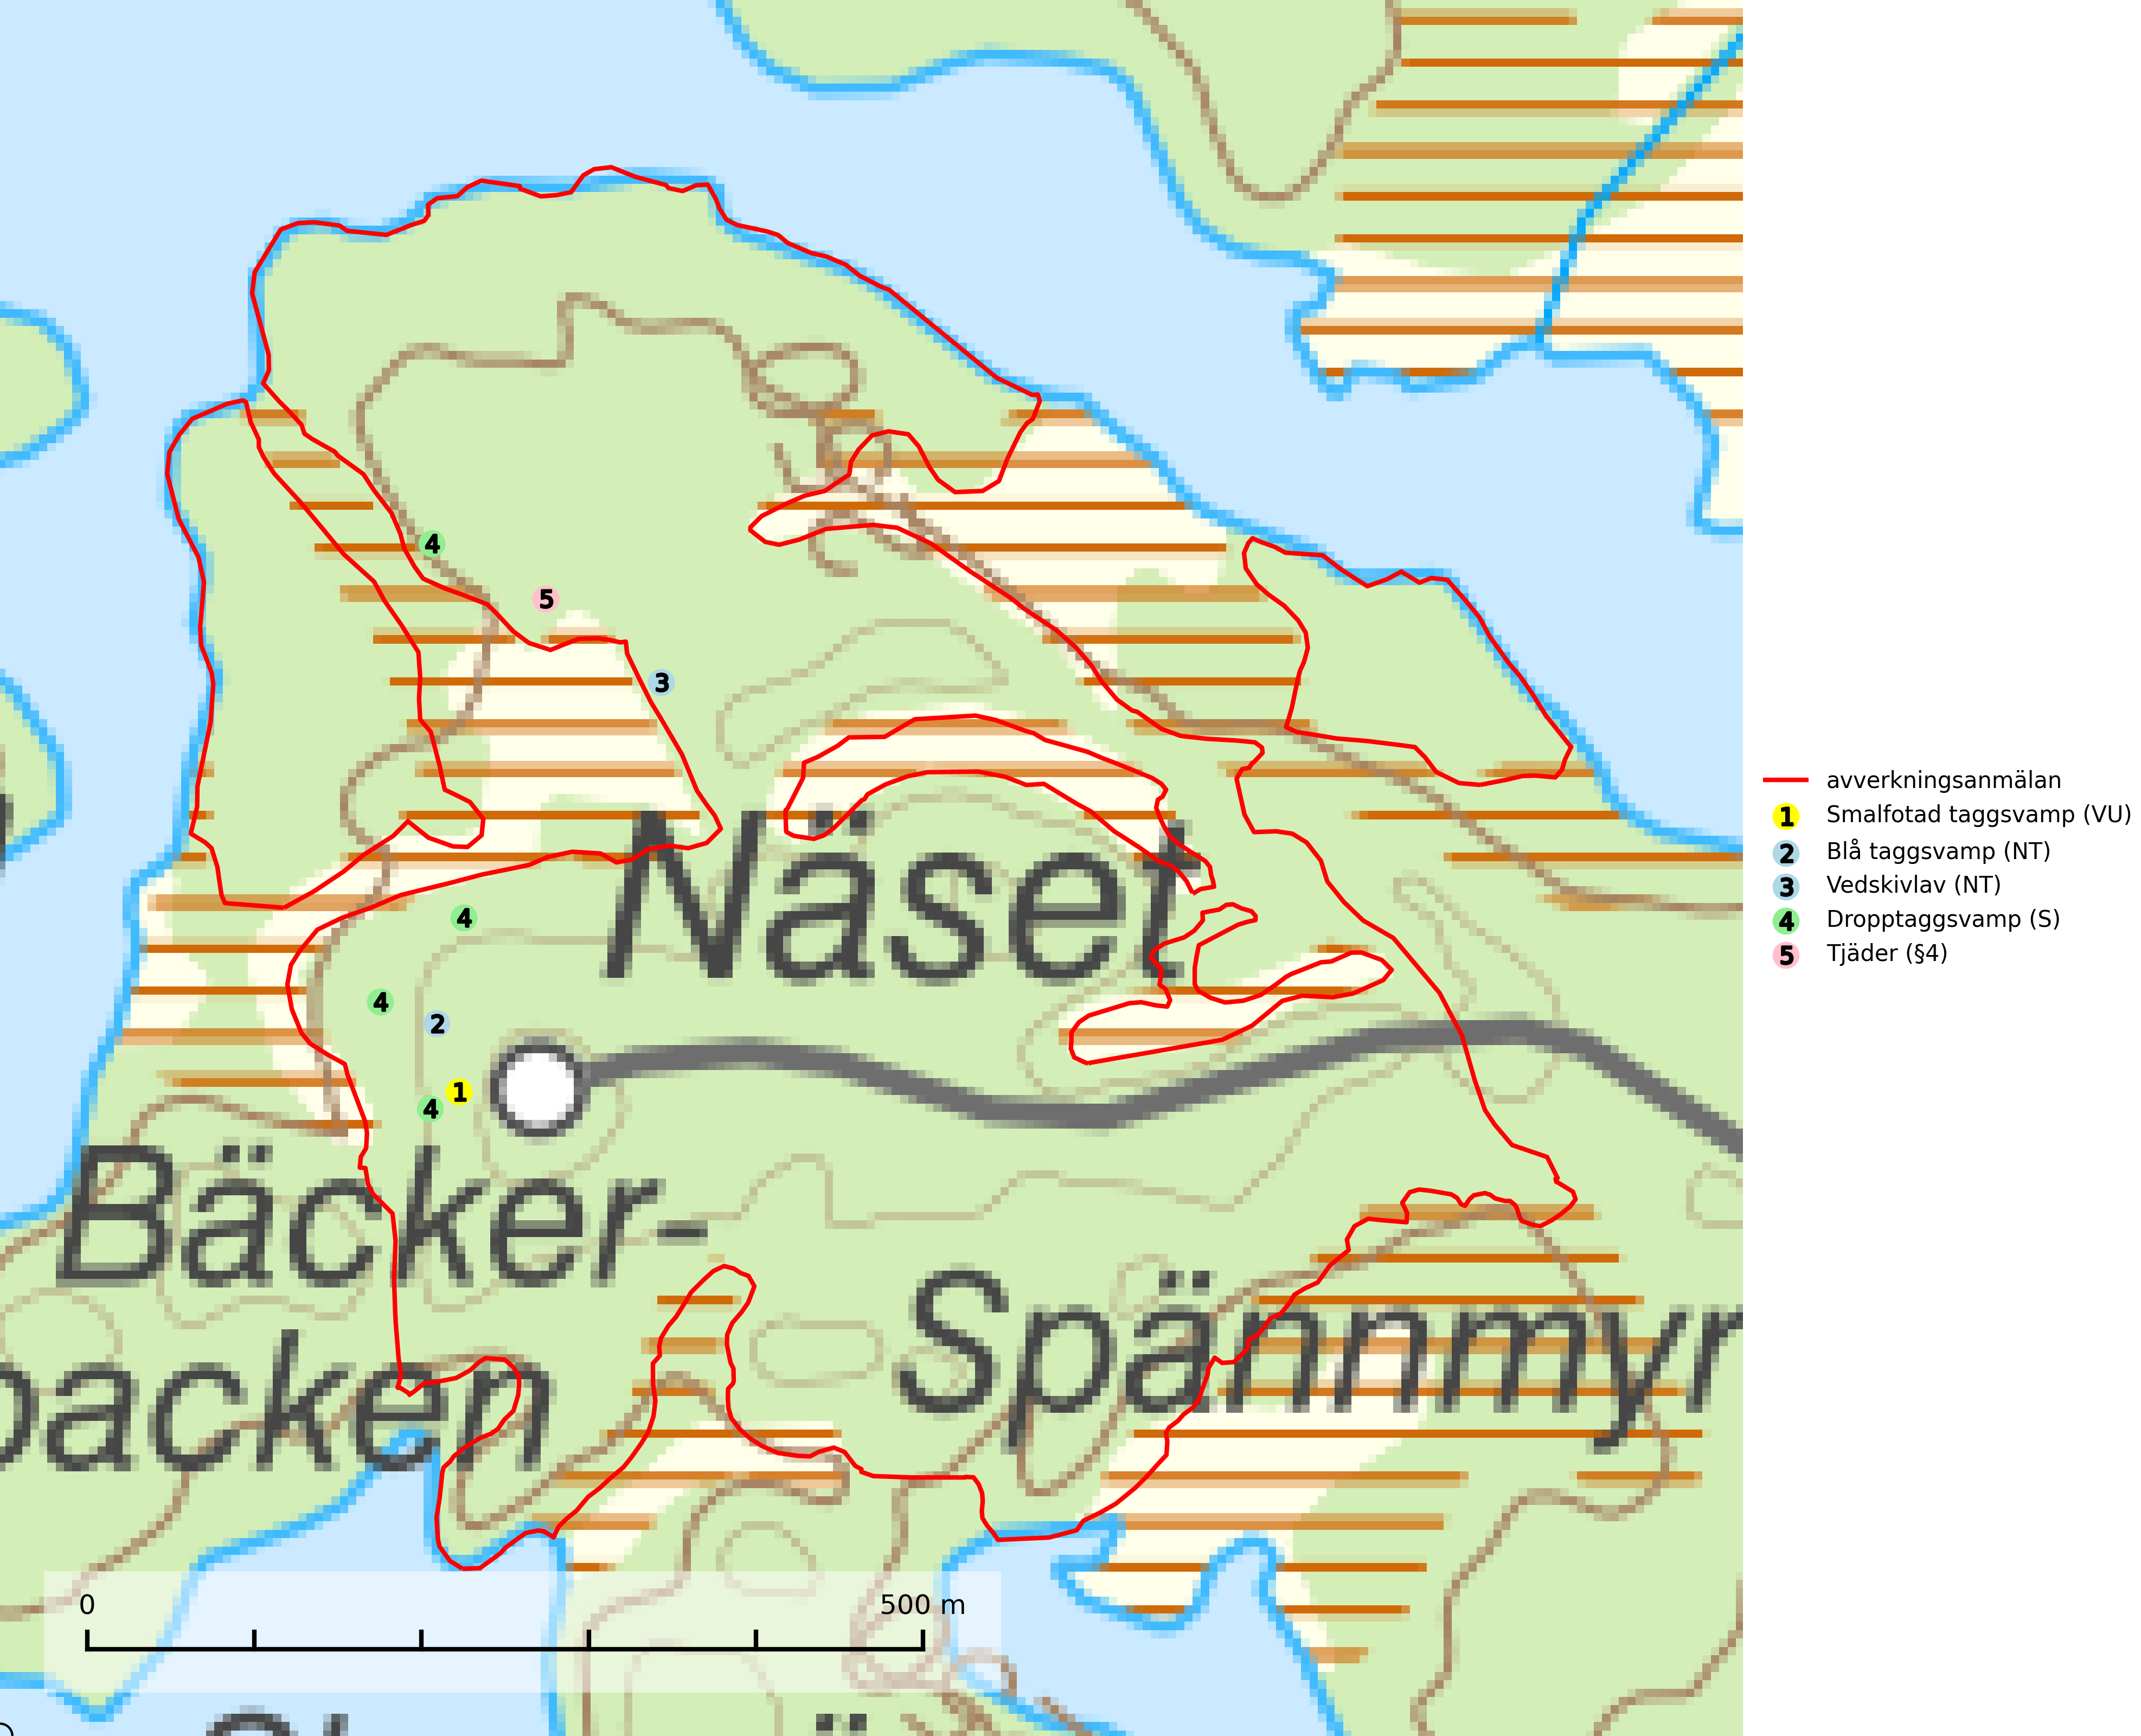 4
5
3
Näset
4
4
2
1
4
Bäcker-
backen
Spännmyr
0 500 m
avverkningsanmälan
1 Smalfotad taggsvamp (VU)
2 Blå taggsvamp (NT)
3 Vedskivlav (NT)
4 Dropptaggsvamp (S)
5 Tjäder (§4)